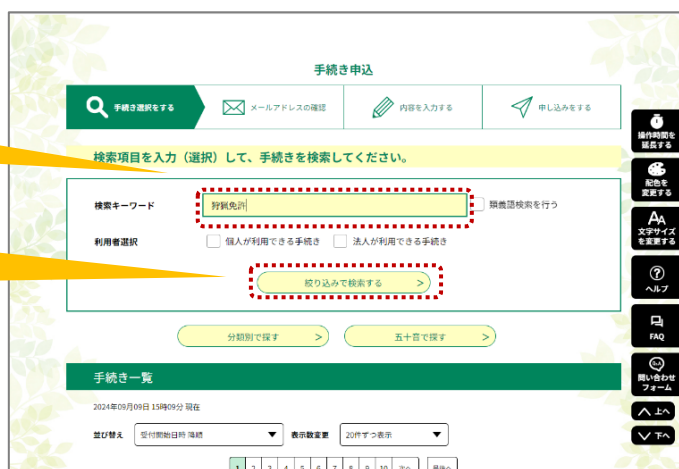 手続き申込
手続き選択をする
メールアドレスの確認
内容を入力する
申し込みをする
検索項目を入力（選択）して、手続きを検索してください。
検索キーワード
狩猟免許
類義語検索を行う
利用者選択
個人が利用できる手続き
法人が利用できる手続き
絞り込みで検索する >
分類別で探す >
五十音で探す >
手続き一覧
2024年09月09日 15時09分 現在
並び替え 受付開始日時 降順
表示数変更 20件ずつ表示
1 2 3 4 5 6 7 8 9 10 次へ 最後へ
操作時間を
延長する
配色を
変更する
AA
文字サイズ
を変更する
?
ヘルプ
FAQ
Q&A
問い合わせ
フォーム
上へ
下へ